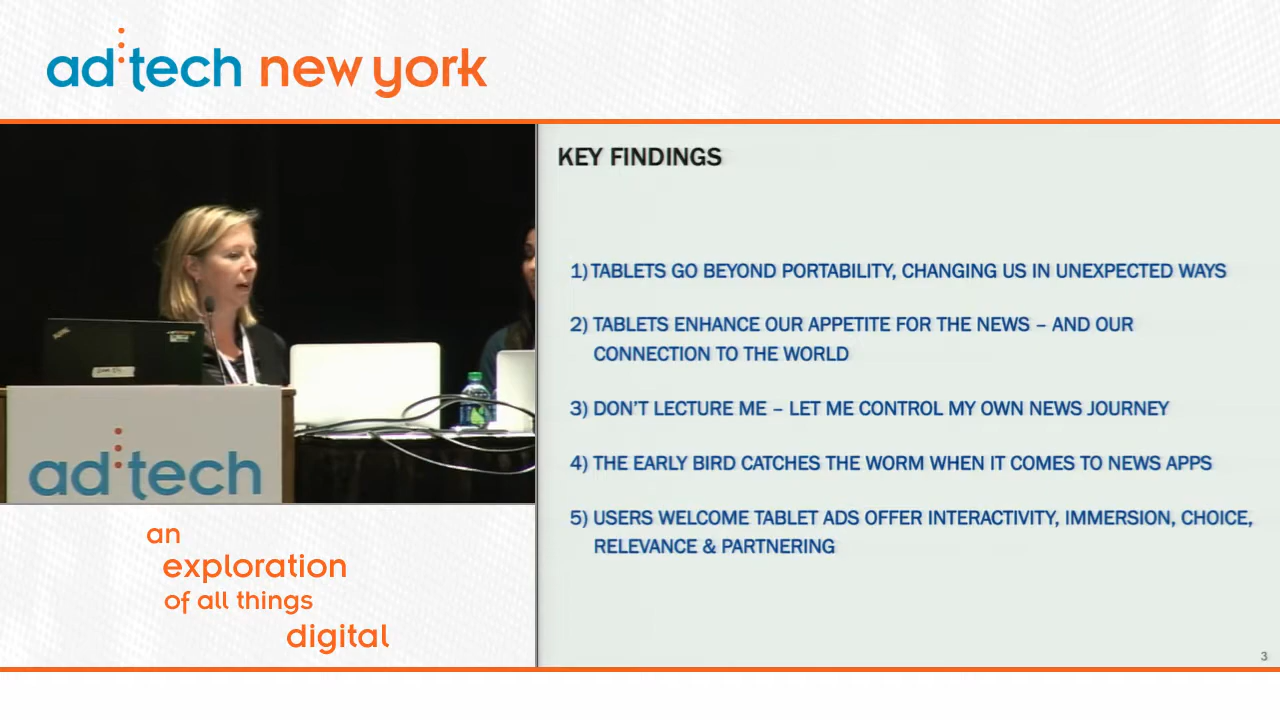 ad:tech new york
KEY FINDINGS
1) TABLETS GO BEYOND PORTABILITY, CHANGING US IN UNEXPECTED WAYS
2) TABLETS ENHANCE OUR APPETITE FOR THE NEWS – AND OUR
CONNECTION TO THE WORLD
3) DON'T LECTURE ME – LET ME CONTROL MY OWN NEWS JOURNEY
4) THE EARLY BIRD CATCHES THE WORM WHEN IT COMES TO NEWS APPS
5) USERS WELCOME TABLET ADS OFFER INTERACTIVITY, IMMERSION, CHOICE,
RELEVANCE & PARTNERING
3
ad:tech
an
exploration
of all things
digital